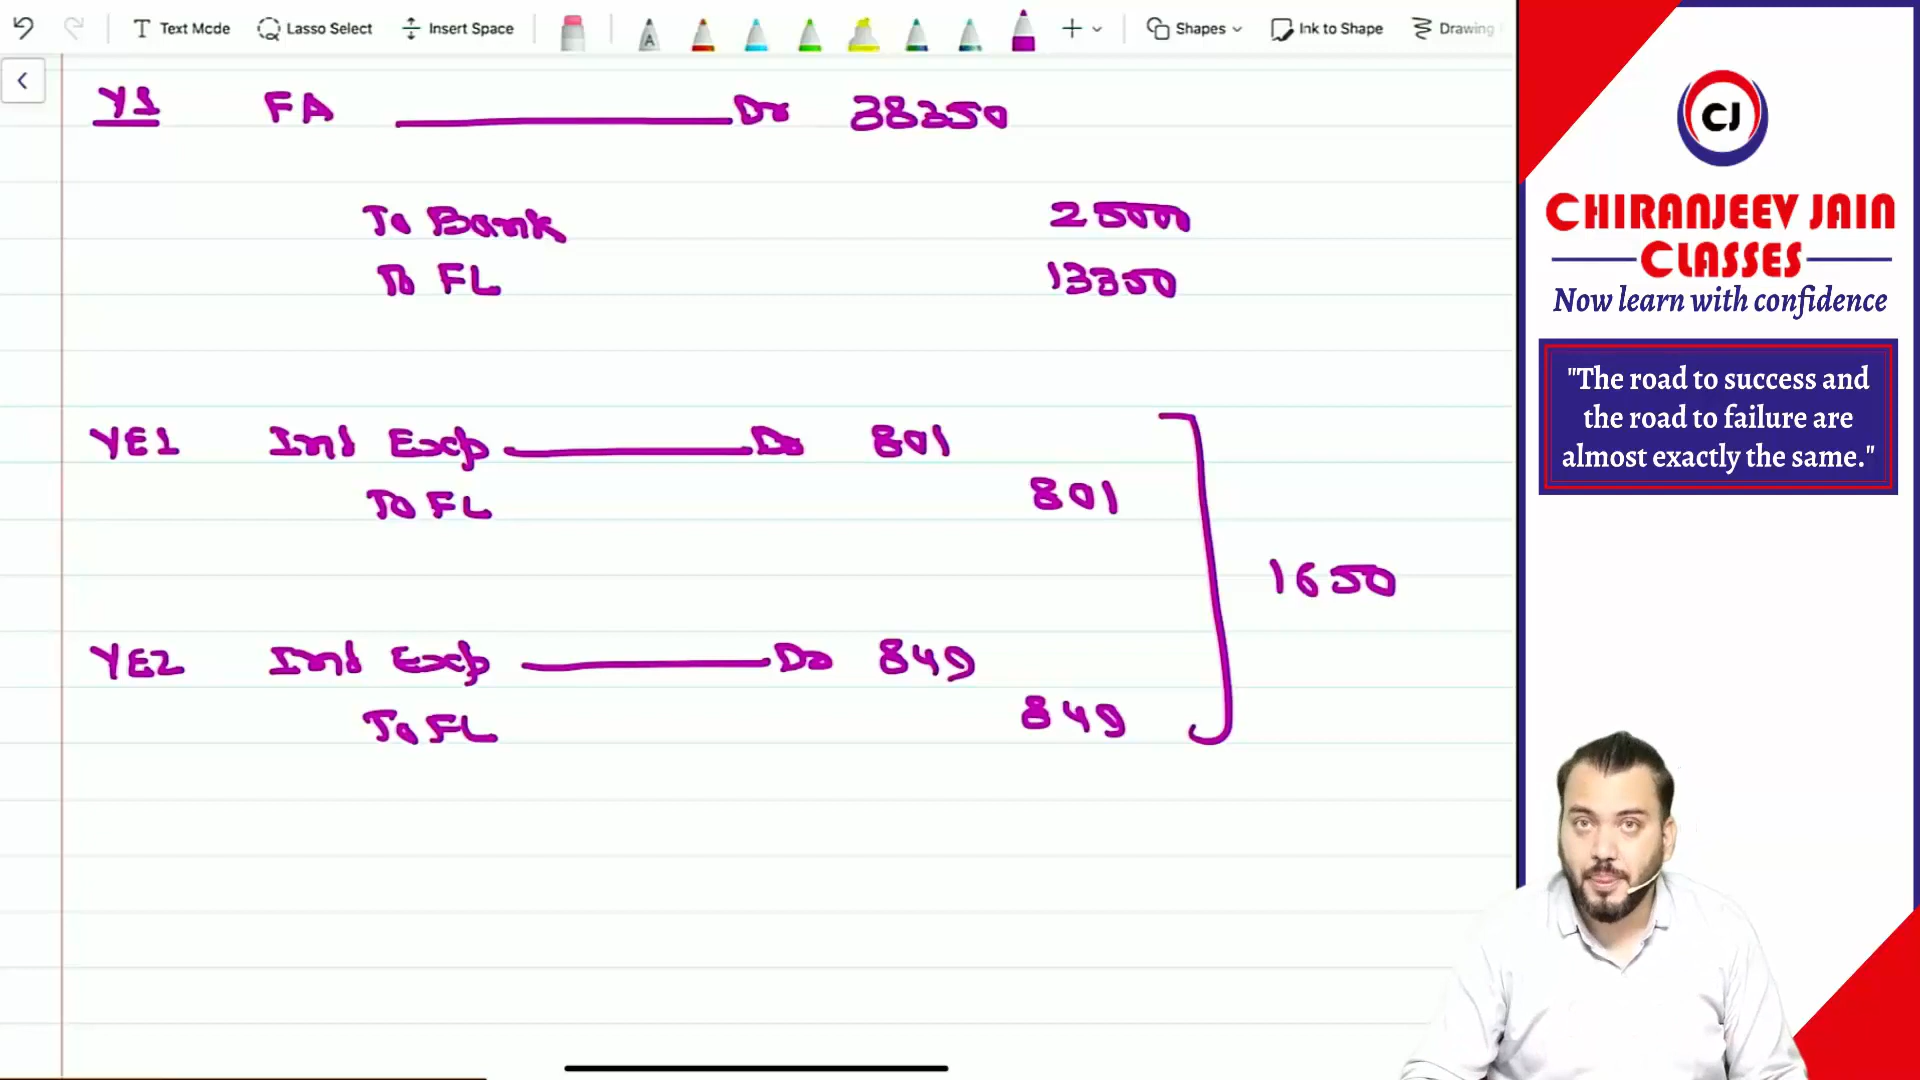 Text Mode Lasso Select Insert Space Shapes Ink to Shape Drawing
Y1 FA Dr 38350
To Bank 25000
To FL 13350
YE1 Int Exp Dr 801
To FL 801
1650
YE2 Int Exp Dr 849
To FL 849
CJ
CHIRANJEEV JAIN
CLASSES
Now learn with confidence
"The road to success and
the road to failure are
almost exactly the same."